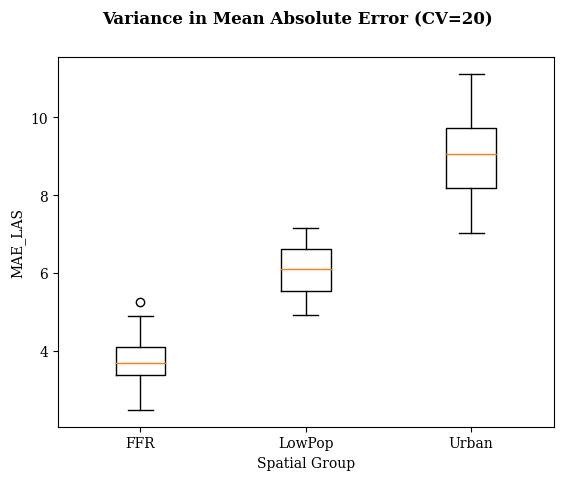 Variance in Mean Absolute Error (CV=20)
10
8
6
4
MAE_LAS
FFR LowPop Urban
Spatial Group